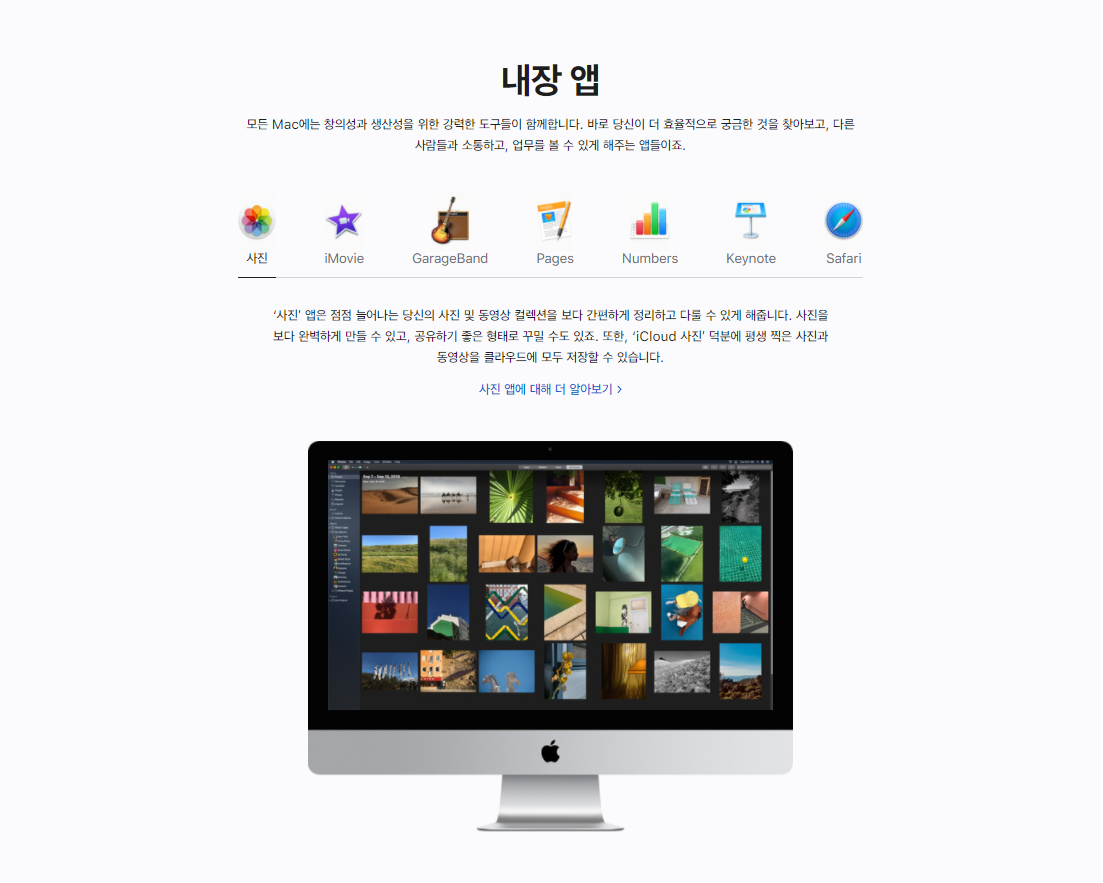 내장 앱
모든 Mac에는 창의성과 생산성을 위한 강력한 도구들이 함께합니다. 바로 당신이 더 효율적으로 궁금한 것을 찾아보고, 다른
사람들과 소통하고, 업무를 볼 수 있게 해주는 앱들이죠.
사진 iMovie GarageBand Pages Numbers Keynote Safari
‘사진’ 앱은 점점 늘어나는 당신의 사진 및 동영상 컬렉션을 보다 간편하게 정리하고 다룰 수 있게 해줍니다. 사진을
보다 완벽하게 만들 수 있고, 공유하기 좋은 형태로 꾸밀 수도 있죠. 또한, ‘iCloud 사진’ 덕분에 평생 찍은 사진과
동영상을 클라우드에 모두 저장할 수 있습니다.
사진 앱에 대해 더 알아보기 >